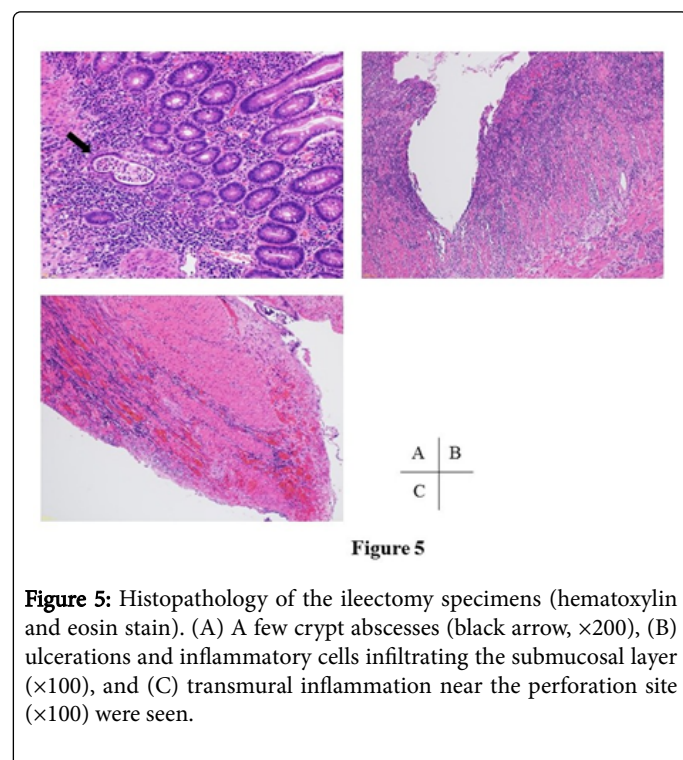 A B
C
Figure 5
Figure 5: Histopathology of the ileectomy specimens (hematoxylin
and eosin stain). (A) A few crypt abscesses (black arrow, ×200), (B)
ulcerations and inflammatory cells infiltrating the submucosal layer
(×100), and (C) transmural inflammation near the perforation site
(×100) were seen.